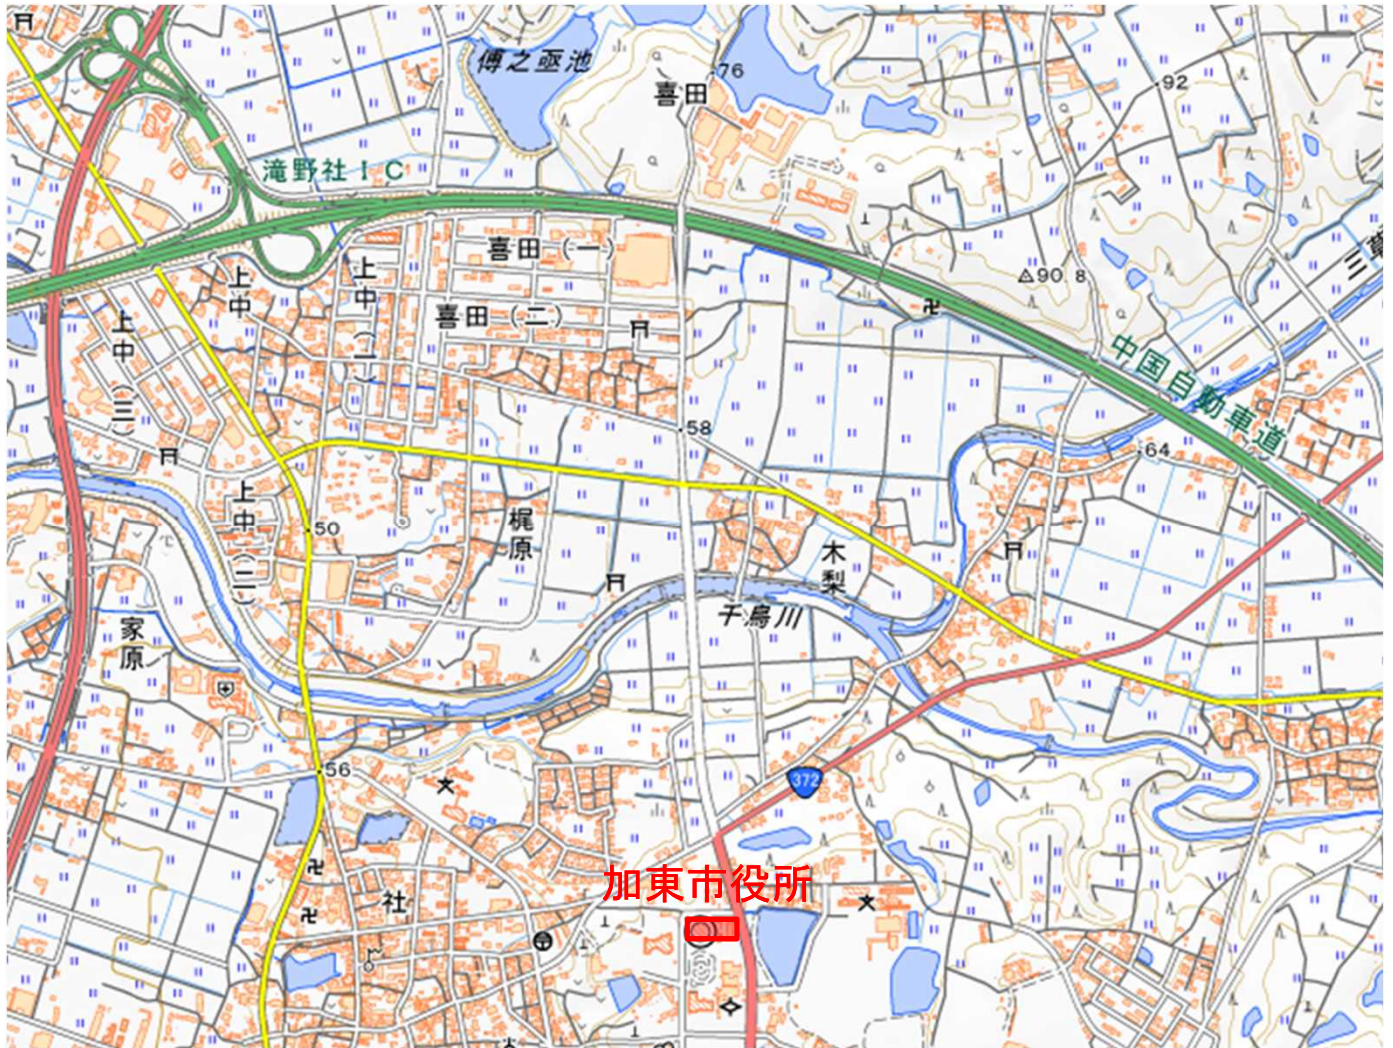 傅之亟池
76
喜田
92
滝野社IC
喜田(一)
上中
上中(一)
△90.8
三草
喜田(二)
上中(三)
中国自動車道
58
64
上中(二)
50
梶原
木梨
千鳥川
家原
56
372
加東市役所
社